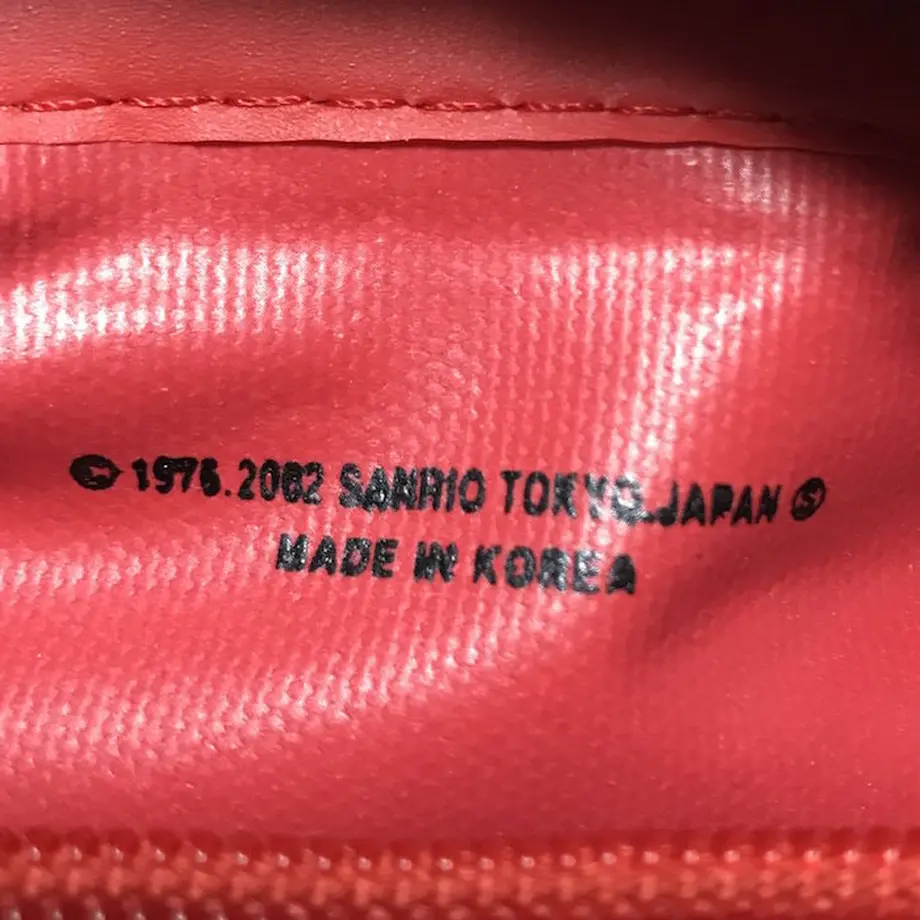 © 1976.2002 SANRIO TOKYO.JAPAN Ⓢ
MADE IN KOREA